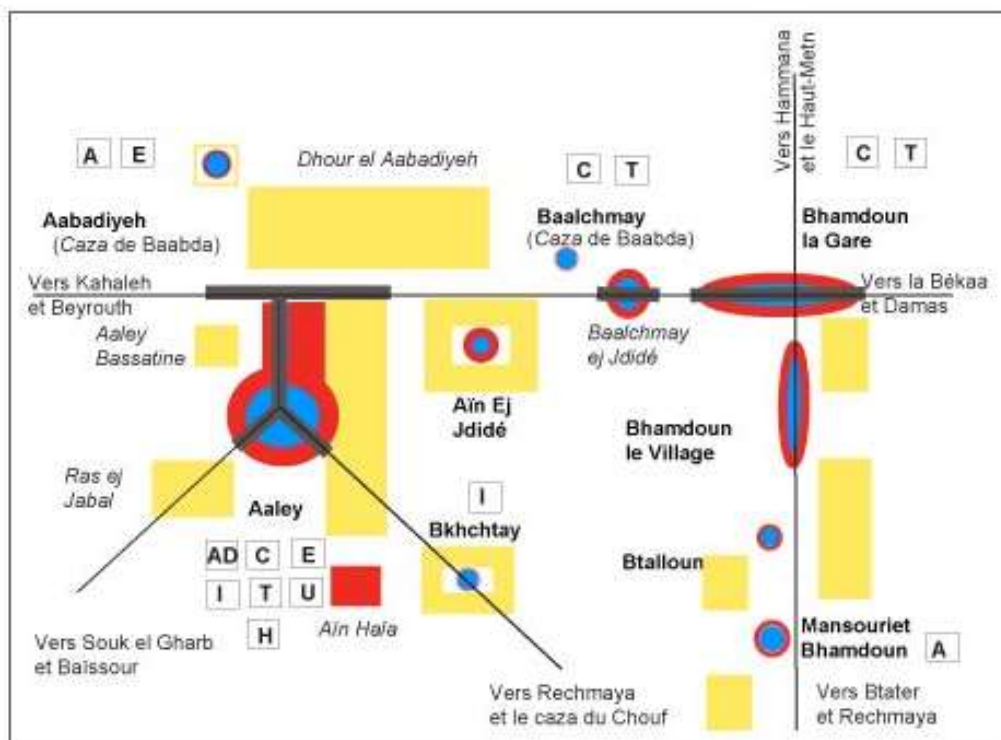 Vers Hammana
et le Haut-Metn
A E
Dhour el Aabadiyeh
C T
C T
Aabadiyeh
(Caza de Baabda)
Baalchmay
(Caza de Baabda)
Bhamdoun
la Gare
Vers Kahaleh
et Beyrouth
Vers la Békaa
et Damas
Aaley
Bassatine
Baalchmay
ej Jdidé
Aïn Ej
Jdidé
Bhamdoun
le Village
Ras ej
Jabal
Aaley
I
Bkhchtay
AD C E
I T U
H
Aïn Hala
Btalloun
Mansouriet
Bhamdoun A
Vers Souk el Gharb
et Baïssour
Vers Rechmaya
et le caza du Chouf
Vers Btater
et Rechmaya